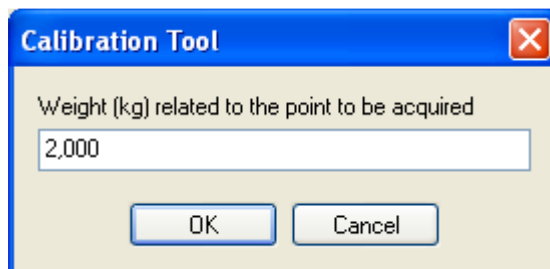 Calibration Tool
Weight (kg) related to the point to be acquired
2,000
OK Cancel